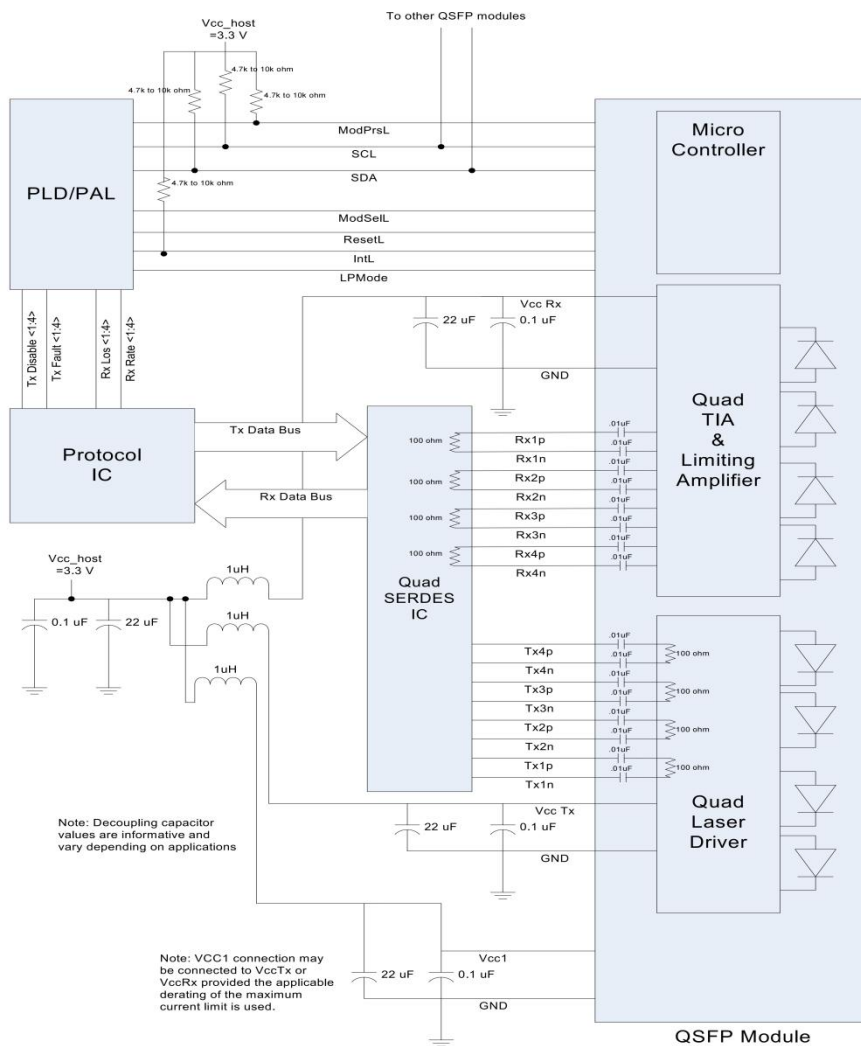 To other QSFP modules
Vcc_host
=3.3 V
4.7k to 10k ohm
4.7k to 10k ohm
4.7k to 10k ohm
4.7k to 10k ohm
PLD/PAL
ModPrsL
SCL
SDA
ModSelL
ResetL
IntL
LPMode
Micro
Controller
Tx Disable <1:4>
Tx Fault <1:4>
Rx Los <1:4>
Rx Rate <1:4>
Vcc Rx
22 uF
0.1 uF
GND
Quad
TIA
&
Limiting
Amplifier
Protocol
IC
Tx Data Bus
Rx Data Bus
100 ohm
100 ohm
100 ohm
100 ohm
Quad
SERDES
IC
Rx1p
Rx1n
Rx2p
Rx2n
Rx3p
Rx3n
Rx4p
Rx4n
.01uF
.01uF
.01uF
.01uF
.01uF
.01uF
.01uF
.01uF
Vcc_host
=3.3 V
0.1 uF
22 uF
1uH
1uH
1uH
Tx4p
Tx4n
Tx3p
Tx3n
Tx2p
Tx2n
Tx1p
Tx1n
.01uF
.01uF
.01uF
.01uF
.01uF
.01uF
.01uF
.01uF
100 ohm
100 ohm
100 ohm
100 ohm
Quad
Laser
Driver
Vcc Tx
22 uF
0.1 uF
GND
Note: Decoupling capacitor
values are informative and
vary depending on applications
Note: VCC1 connection may
be connected to VccTx or
VccRx provided the applicable
derating of the maximum
current limit is used.
Vcc1
22 uF
0.1 uF
GND
QSFP Module